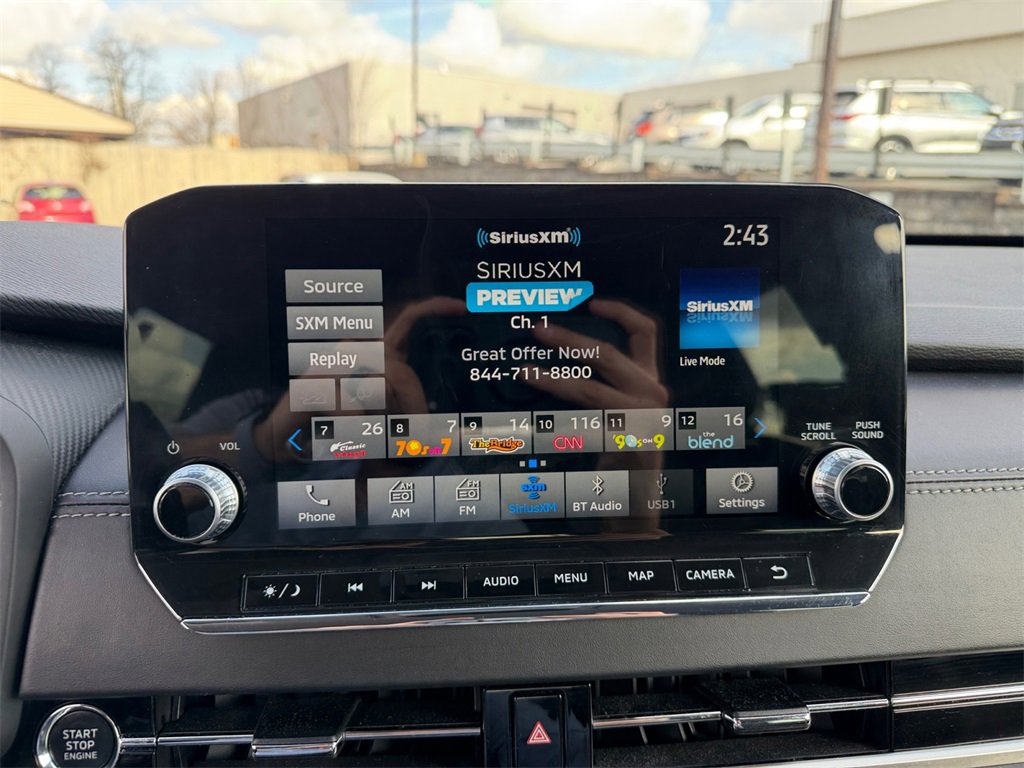 SiriusXM
2:43
SIRIUSXM
PREVIEW
Ch. 1
Great Offer Now!
844-711-8800
Source
SXM Menu
Replay
SiriusXM
Live Mode
7 26
8 7 70s on 7
9 14 The Bridge
10 116 CNN
11 9 '90s ON 9
12 16 the blend
VOL
TUNE SCROLL
PUSH SOUND
Phone
AM AM
FM FM
sxm SiriusXM
BT Audio
USB1
Settings
AUDIO
MENU
MAP
CAMERA
START
STOP
ENGINE